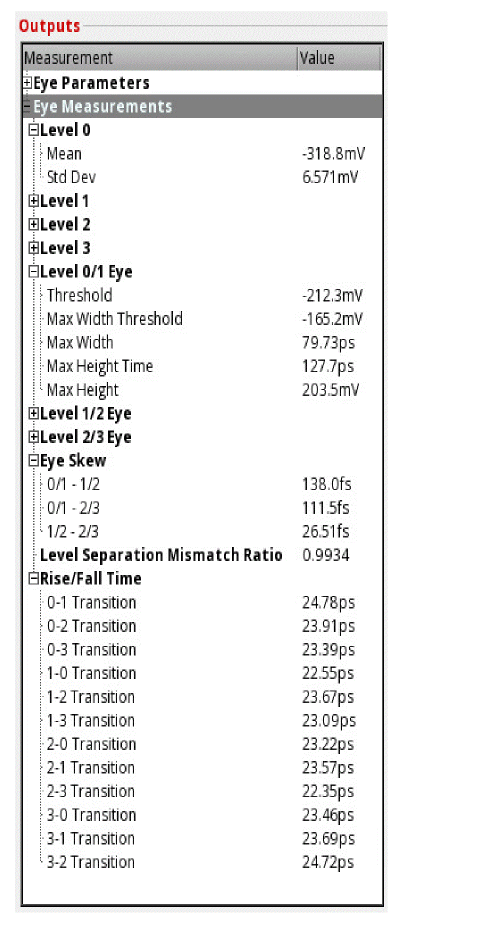 Outputs
Measurement Value
Eye Parameters
Eye Measurements
Level 0
Mean -318.8mV
Std Dev 6.571mV
Level 1
Level 2
Level 3
Level 0/1 Eye
Threshold -212.3mV
Max Width Threshold -165.2mV
Max Width 79.73ps
Max Height Time 127.7ps
Max Height 203.5mV
Level 1/2 Eye
Level 2/3 Eye
Eye Skew
0/1 - 1/2 138.0fs
0/1 - 2/3 111.5fs
1/2 - 2/3 26.51fs
Level Separation Mismatch Ratio 0.9934
Rise/Fall Time
0-1 Transition 24.78ps
0-2 Transition 23.91ps
0-3 Transition 23.39ps
1-0 Transition 22.55ps
1-2 Transition 23.67ps
1-3 Transition 23.09ps
2-0 Transition 23.22ps
2-1 Transition 23.57ps
2-3 Transition 22.35ps
3-0 Transition 23.46ps
3-1 Transition 23.69ps
3-2 Transition 24.72ps